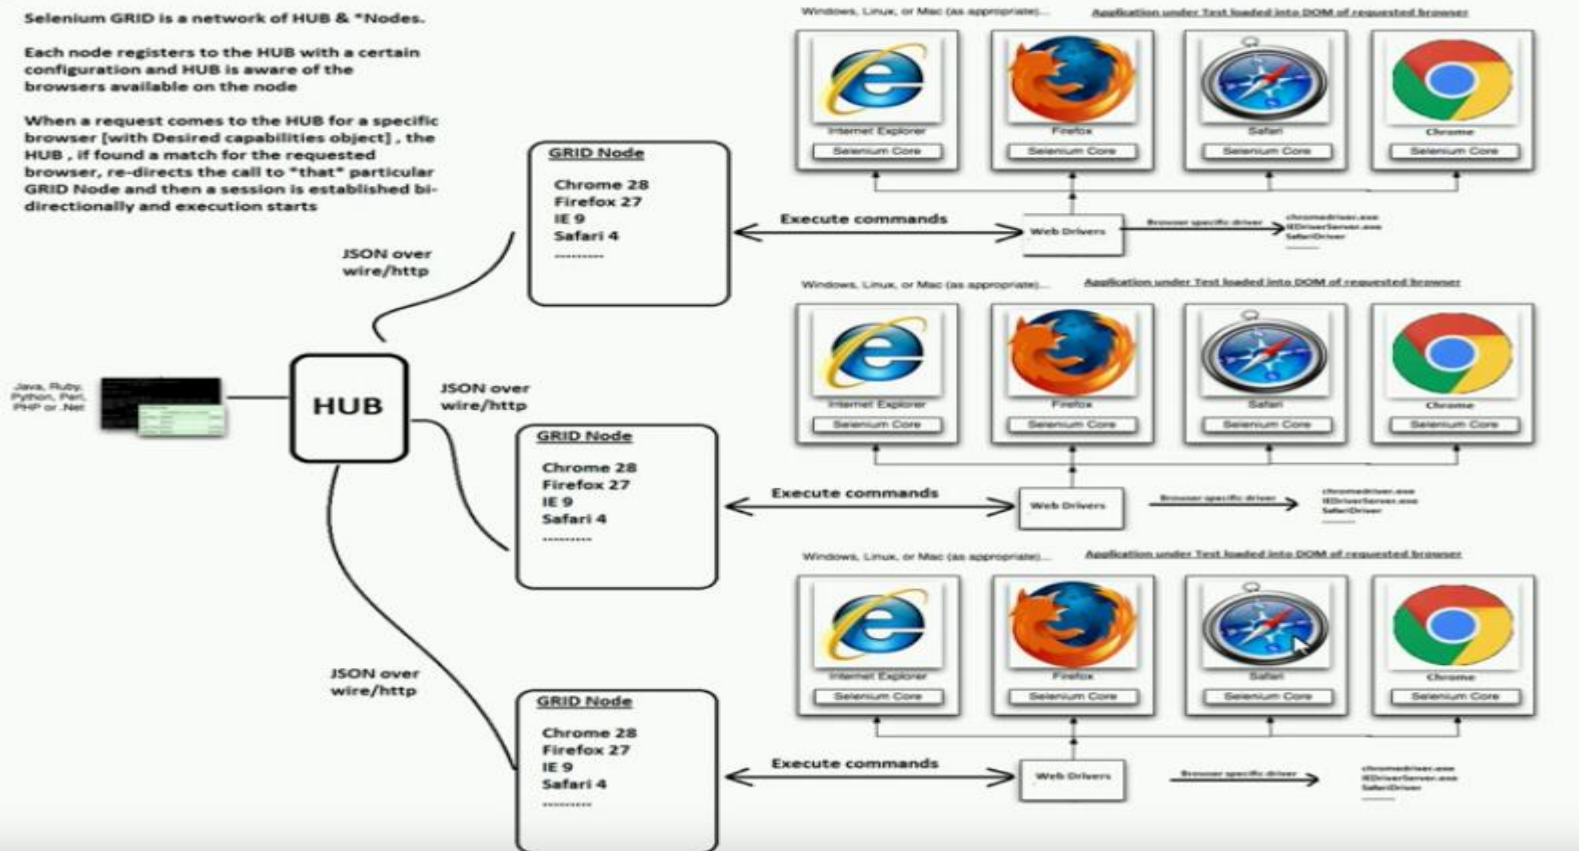 Selenium GRID is a network of HUB & *Nodes.
Each node registers to the HUB with a certain
configuration and HUB is aware of the
browsers available on the node
When a request comes to the HUB for a specific
browser [with Desired capabilities object] , the
HUB , if found a match for the requested
browser, re-directs the call to *that* particular
GRID Node and then a session is established bi-
directionally and execution starts
Java, Ruby,
Python, Perl,
PHP or .Net
HUB
JSON over
wire/http
GRID Node
Chrome 28
Firefox 27
IE 9
Safari 4
---------
Execute commands
Windows, Linux, or Mac (as appropriate)...
Application under Test loaded into DOM of requested browser
Internet Explorer
Selenium Core
Firefox
Selenium Core
Safari
Selenium Core
Chrome
Selenium Core
Web Drivers
Browser specific driver
chromedriver.exe
IEDriverServer.exe
SafariDriver
JSON over
wire/http
GRID Node
Chrome 28
Firefox 27
IE 9
Safari 4
---------
Execute commands
Windows, Linux, or Mac (as appropriate)...
Application under Test loaded into DOM of requested browser
Internet Explorer
Selenium Core
Firefox
Selenium Core
Safari
Selenium Core
Chrome
Selenium Core
Web Drivers
Browser specific driver
chromedriver.exe
IEDriverServer.exe
SafariDriver
JSON over
wire/http
GRID Node
Chrome 28
Firefox 27
IE 9
Safari 4
---------
Execute commands
Windows, Linux, or Mac (as appropriate)...
Application under Test loaded into DOM of requested browser
Internet Explorer
Selenium Core
Firefox
Selenium Core
Safari
Selenium Core
Chrome
Selenium Core
Web Drivers
Browser specific driver
chromedriver.exe
IEDriverServer.exe
SafariDriver